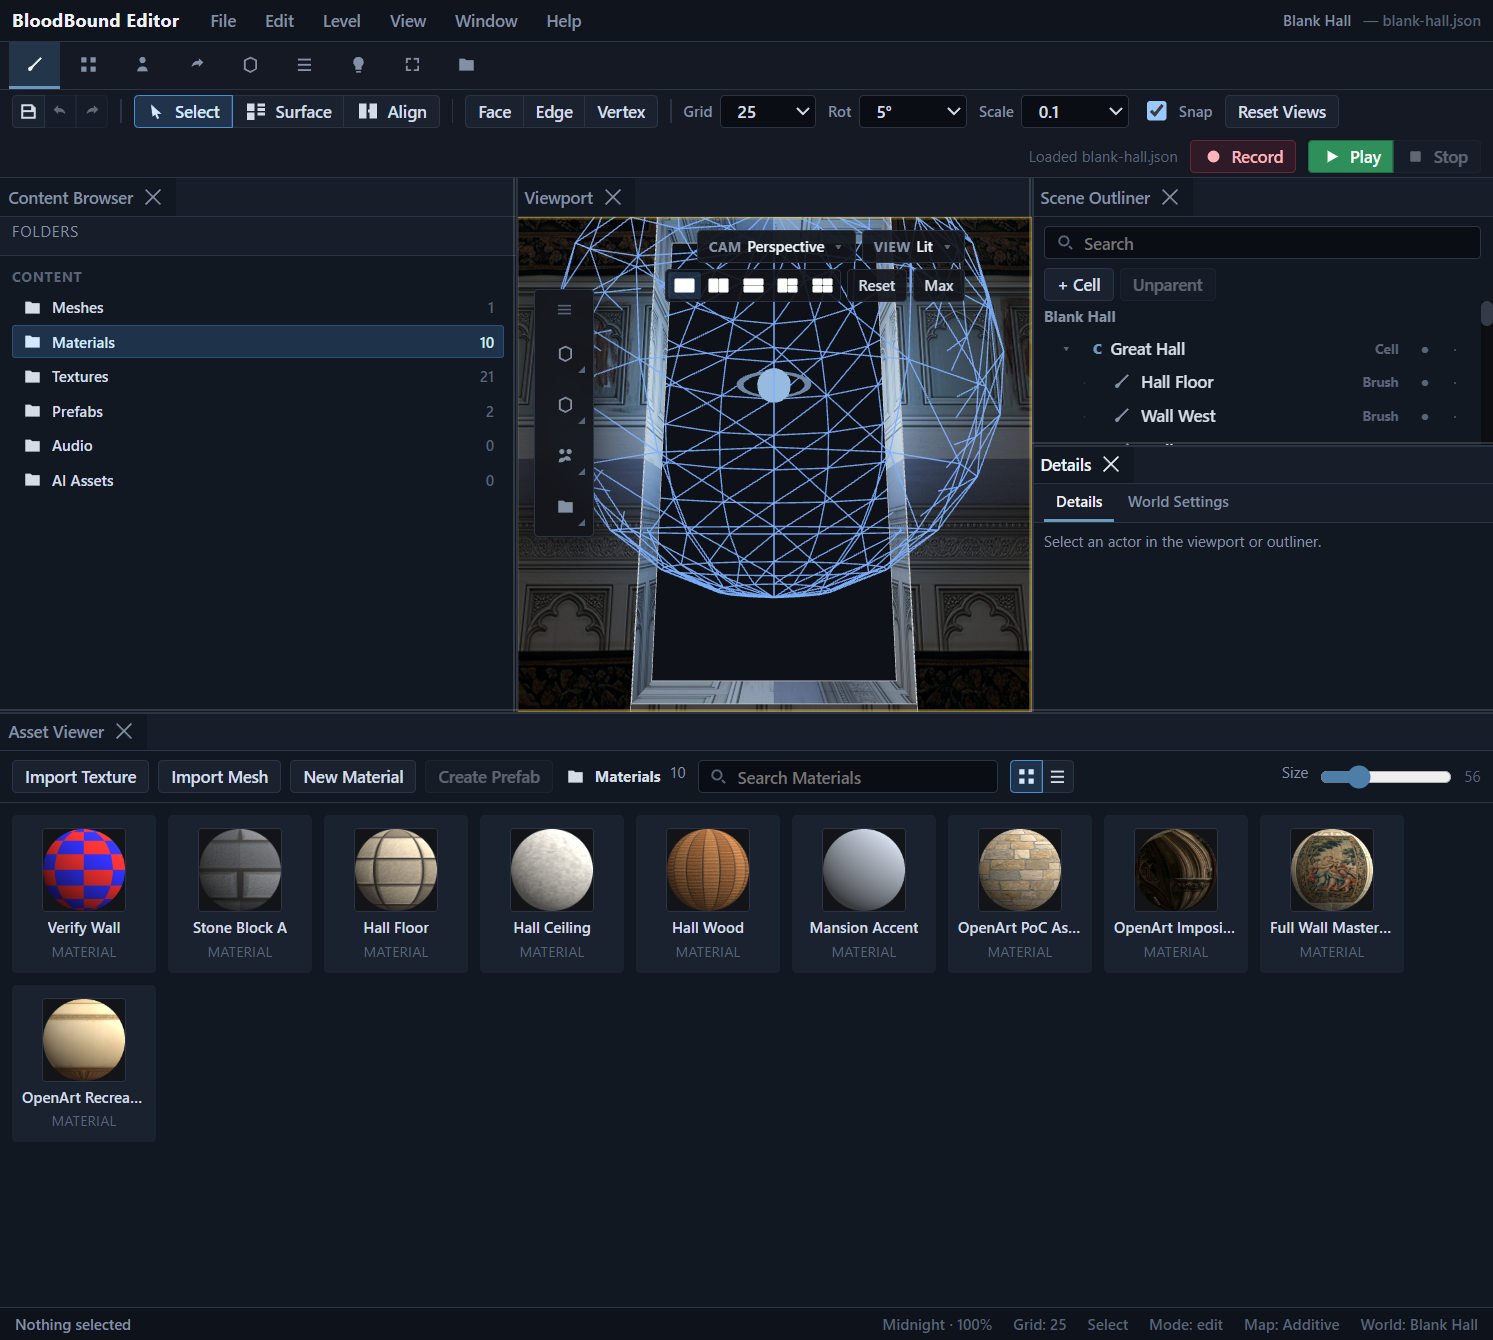 BloodBound Editor File Edit Level View Window Help Blank Hall — blank-hall.json
Select Surface Align Face Edge Vertex Grid 25 Rot 5° Scale 0.1 Snap Reset Views
Loaded blank-hall.json Record Play Stop
Content Browser
FOLDERS
CONTENT
Meshes 1
Materials 10
Textures 21
Prefabs 2
Audio 0
AI Assets 0
Viewport
CAM Perspective VIEW Lit
Reset Max
Scene Outliner
Search
+ Cell Unparent
Blank Hall
C Great Hall Cell
Hall Floor Brush
Wall West Brush
Details
Details World Settings
Select an actor in the viewport or outliner.
Asset Viewer
Import Texture Import Mesh New Material Create Prefab Materials 10 Search Materials Size 56
Verify Wall
MATERIAL
Stone Block A
MATERIAL
Hall Floor
MATERIAL
Hall Ceiling
MATERIAL
Hall Wood
MATERIAL
Mansion Accent
MATERIAL
OpenArt PoC As...
MATERIAL
OpenArt Imposi...
MATERIAL
Full Wall Master...
MATERIAL
OpenArt Recrea...
MATERIAL
Nothing selected Midnight · 100% Grid: 25 Select Mode: edit Map: Additive World: Blank Hall